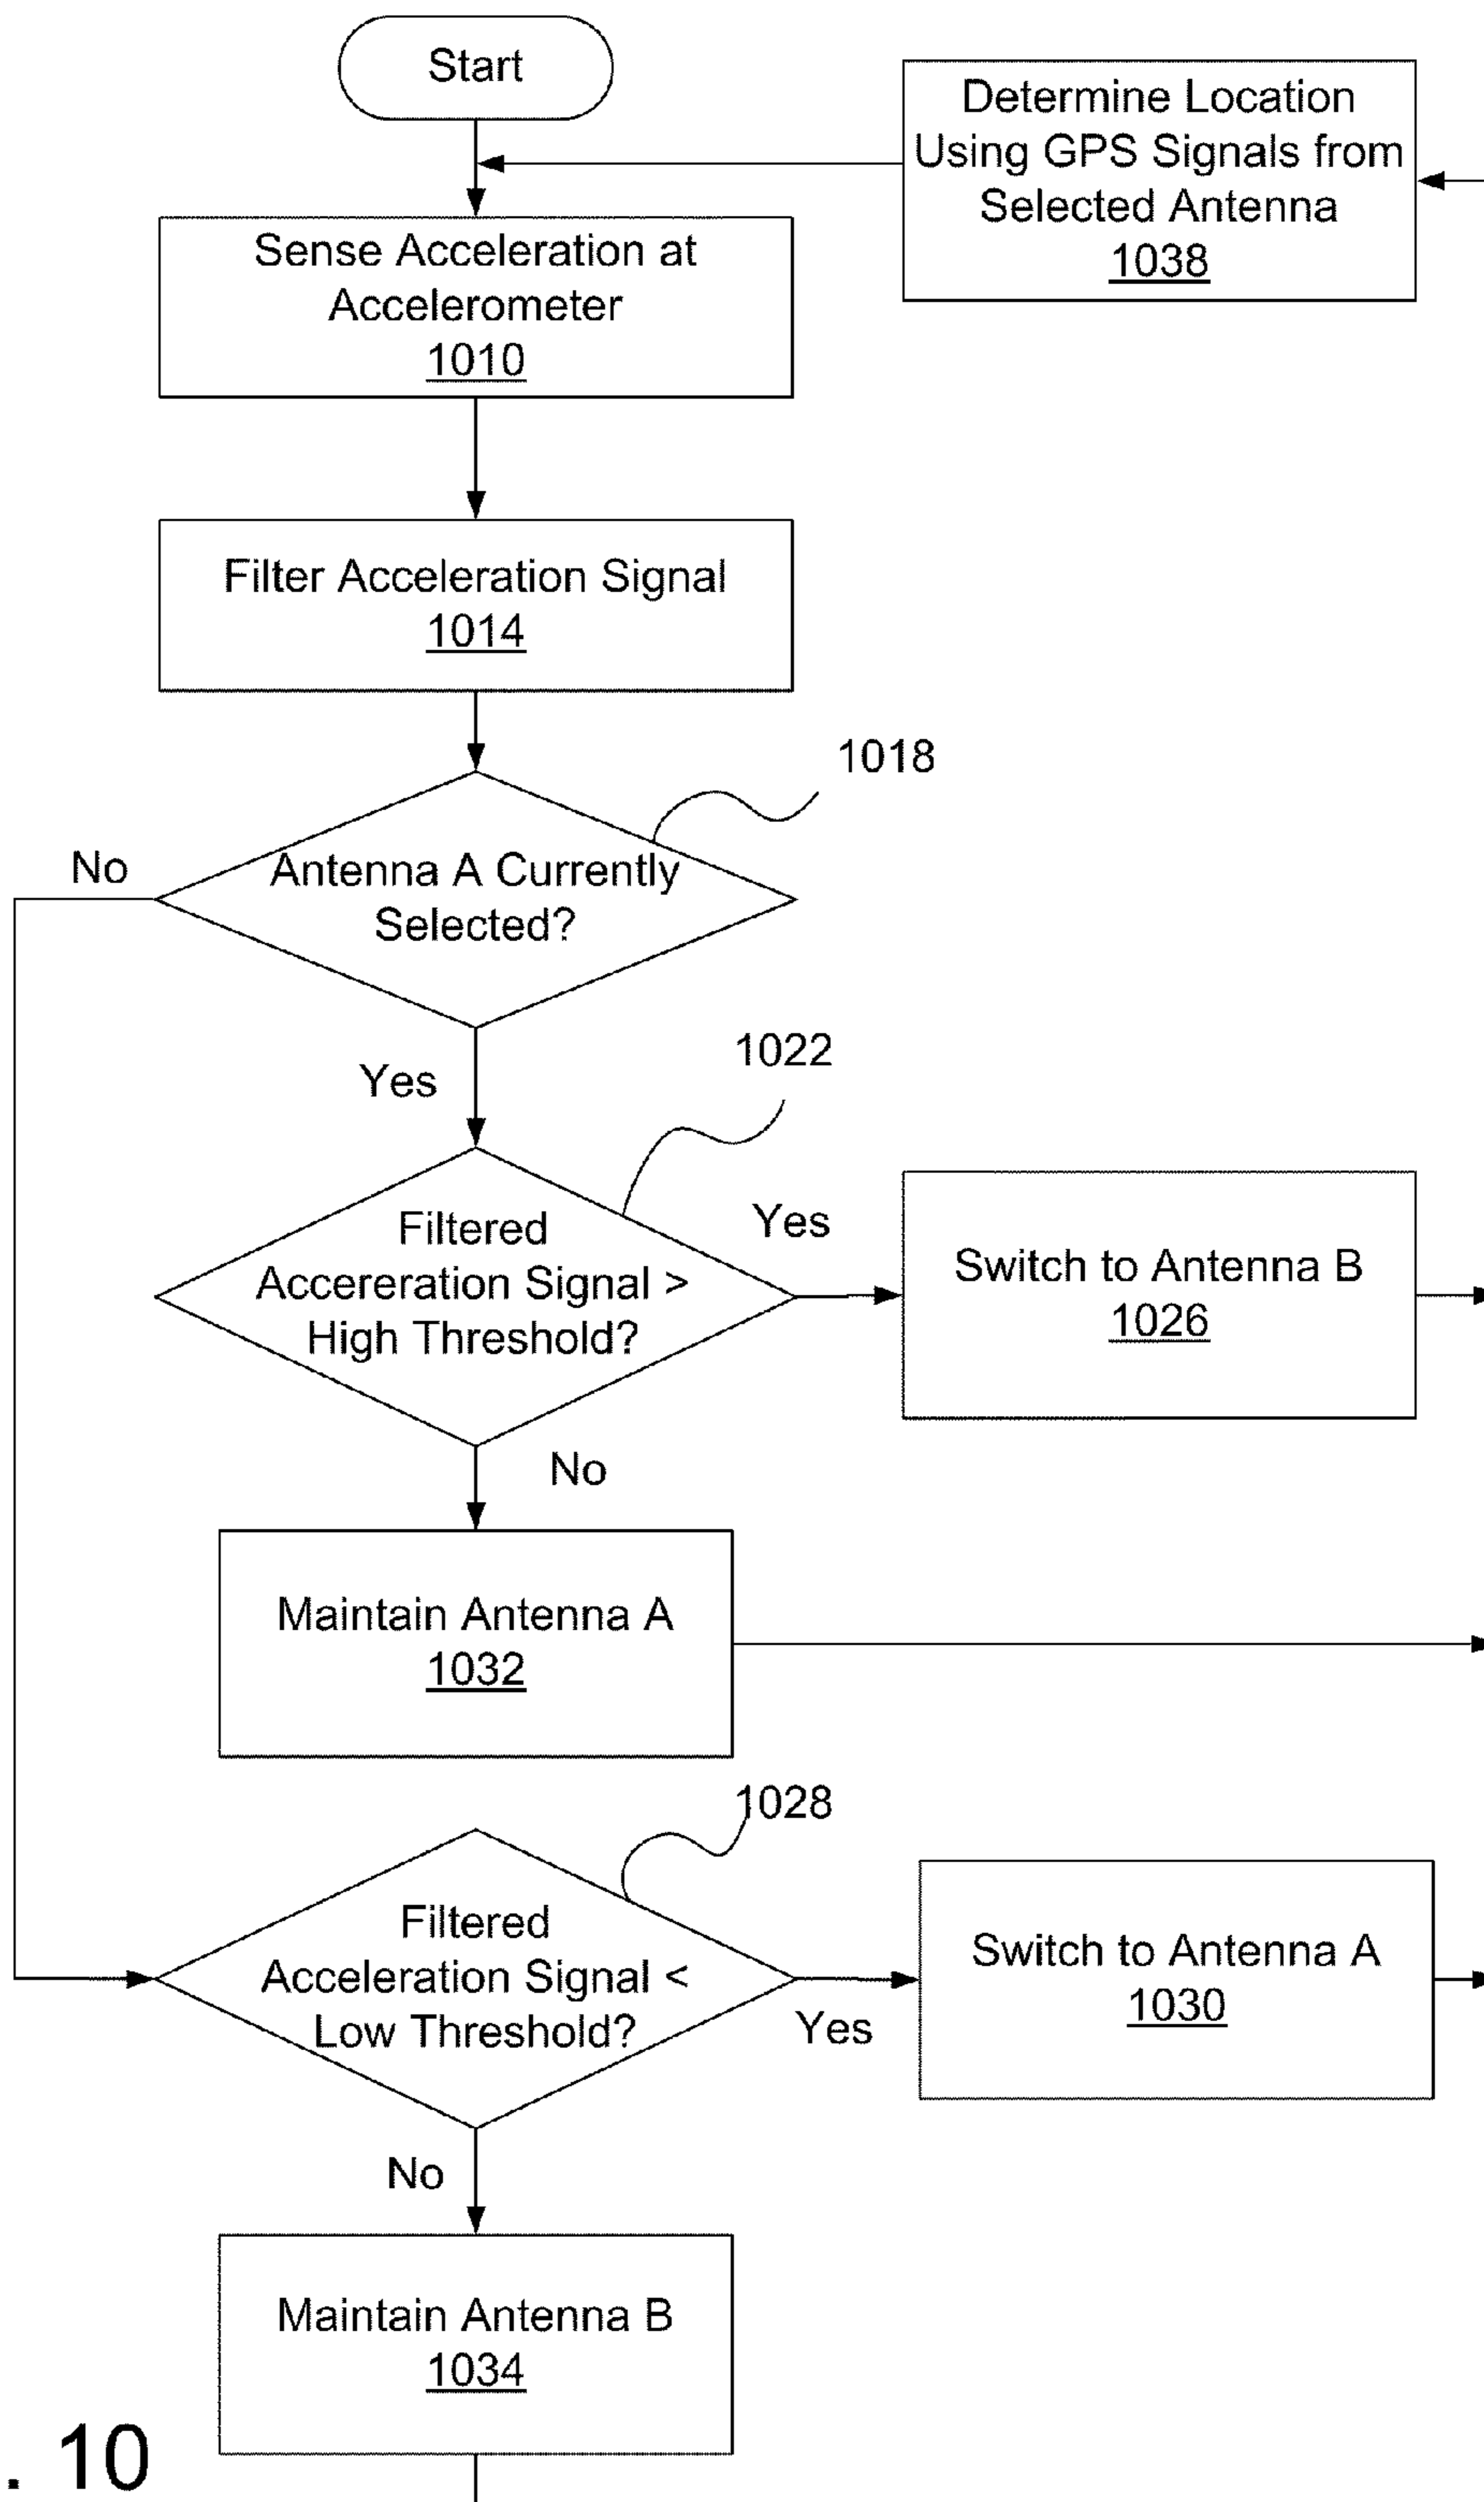 Start
Determine Location
Using GPS Signals from
Selected Antenna
1038
Sense Acceleration at
Accelerometer
1010
Filter Acceleration Signal
1014
1018
No
Antenna A Currently
Selected?
Yes
1022
Filtered
Accereration Signal >
High Threshold?
Yes
Switch to Antenna B
1026
No
Maintain Antenna A
1032
1028
Filtered
Acceleration Signal <
Low Threshold?
Yes
Switch to Antenna A
1030
No
Maintain Antenna B
1034
. 10